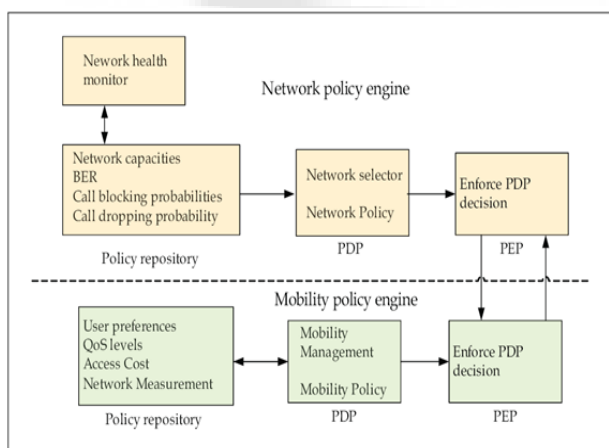 Nework health
monitor
Network policy engine
Network capacities
BER
Call blocking probabilities
Call dropping probability
Network selector
Network Policy
Enforce PDP
decision
Policy repository
PDP
PEP
Mobility policy engine
User preferences
QoS levels
Access Cost
Network Measurement
Mobility
Management
Mobility Policy
Enforce PDP
decision
Policy repository
PDP
PEP